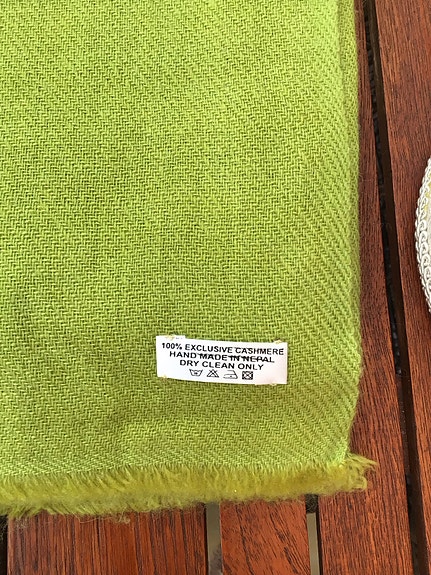 100% EXCLUSIVE CASHMERE
HAND MADE IN NEPAL
DRY CLEAN ONLY